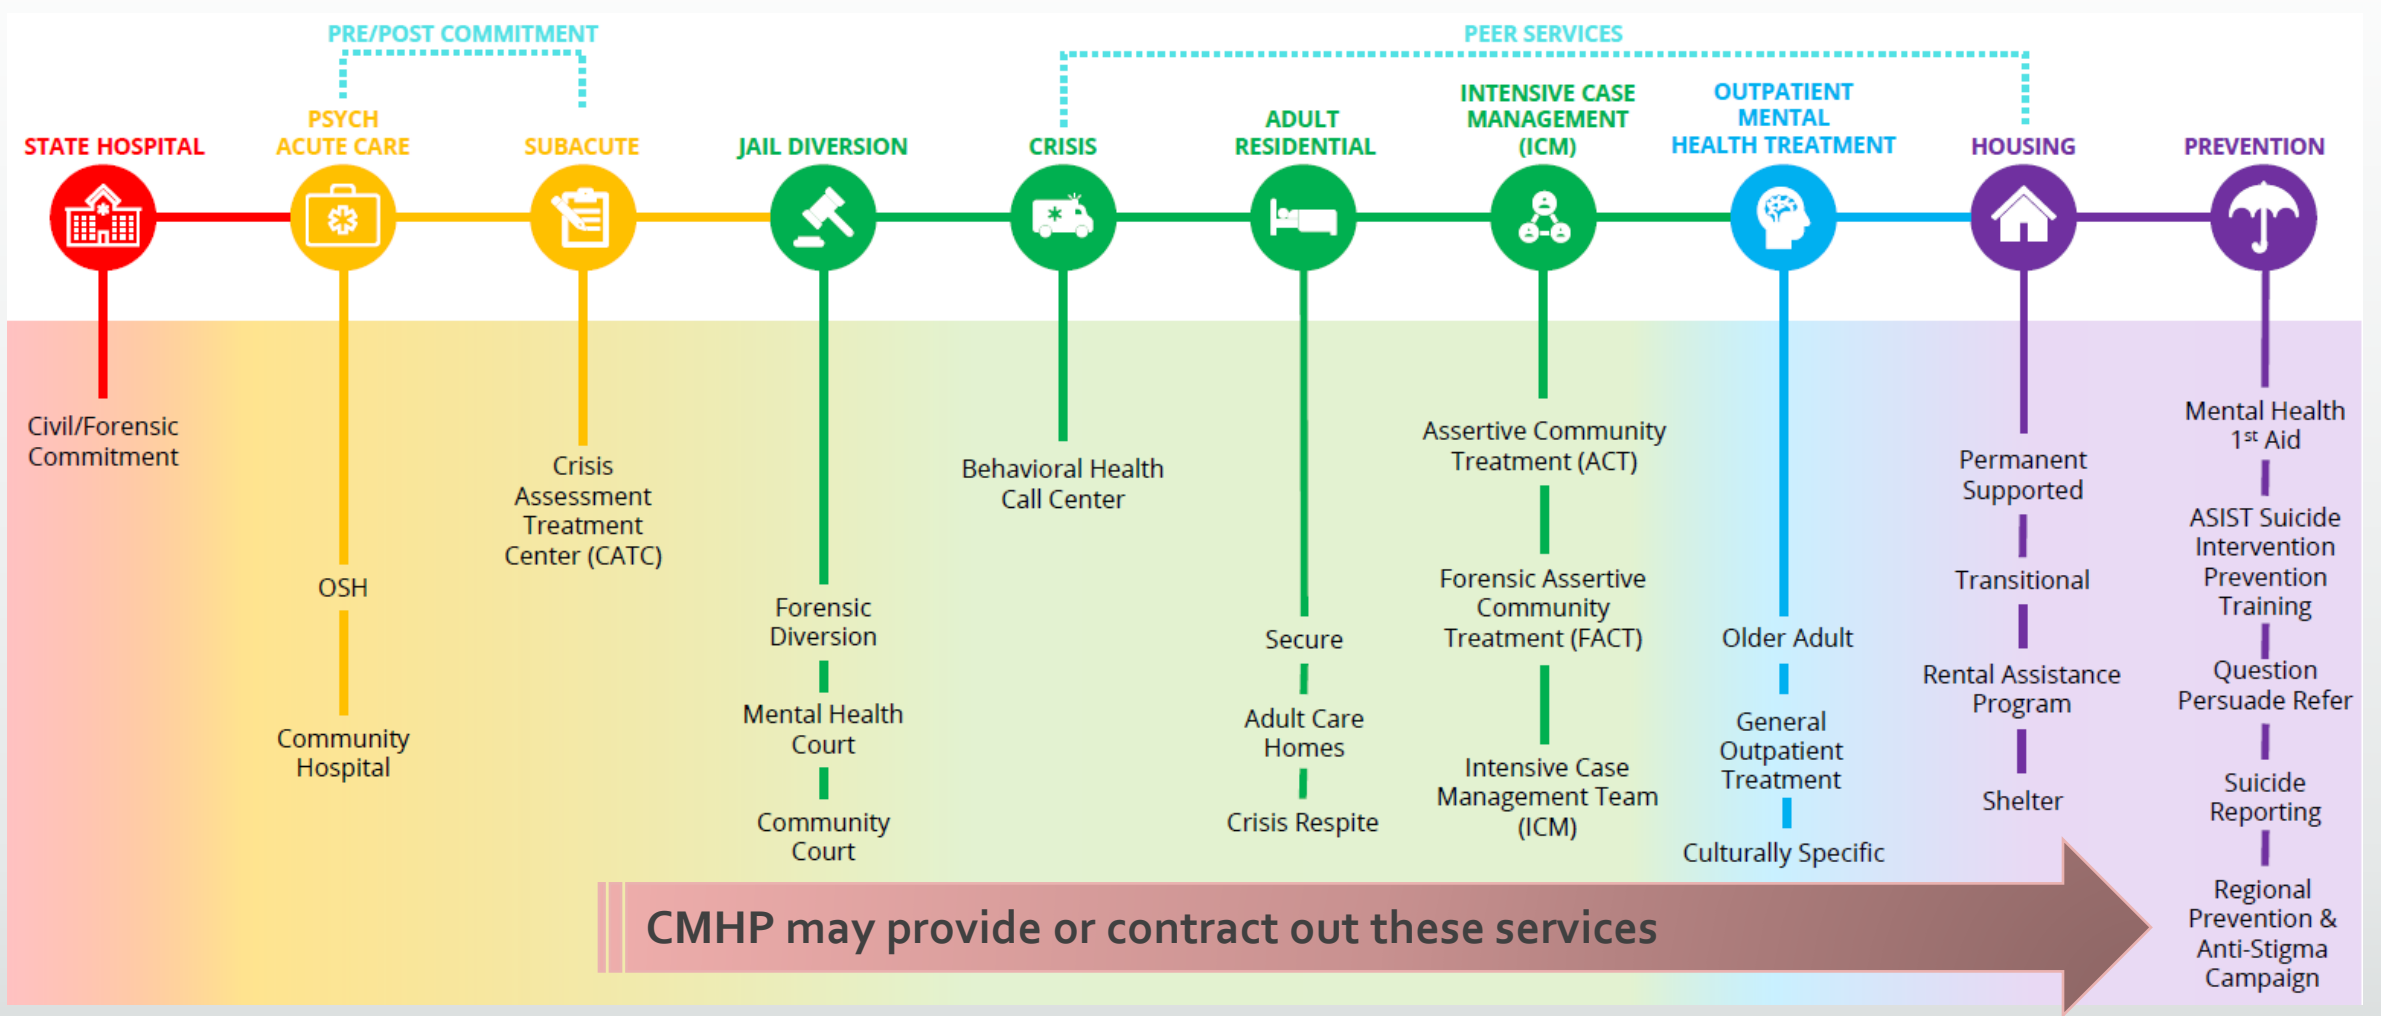 PRE/POST COMMITMENT
PEER SERVICES
STATE HOSPITAL
PSYCH
ACUTE CARE
SUBACUTE
JAIL DIVERSION
CRISIS
ADULT
RESIDENTIAL
INTENSIVE CASE
MANAGEMENT
(ICM)
OUTPATIENT
MENTAL
HEALTH TREATMENT
HOUSING
PREVENTION
Civil/Forensic
Commitment
OSH
Community
Hospital
Crisis
Assessment
Treatment
Center (CATC)
Forensic
Diversion
Mental Health
Court
Community
Court
Behavioral Health
Call Center
Secure
Adult Care
Homes
Crisis Respite
Assertive Community
Treatment (ACT)
Forensic Assertive
Community
Treatment (FACT)
Intensive Case
Management Team
(ICM)
Older Adult
General
Outpatient
Treatment
Culturally Specific
Permanent
Supported
Transitional
Rental Assistance
Program
Shelter
Mental Health
1st Aid
ASIST Suicide
Intervention
Prevention
Training
Question
Persuade Refer
Suicide
Reporting
Regional
Prevention &
Anti-Stigma
Campaign
CMHP may provide or contract out these services